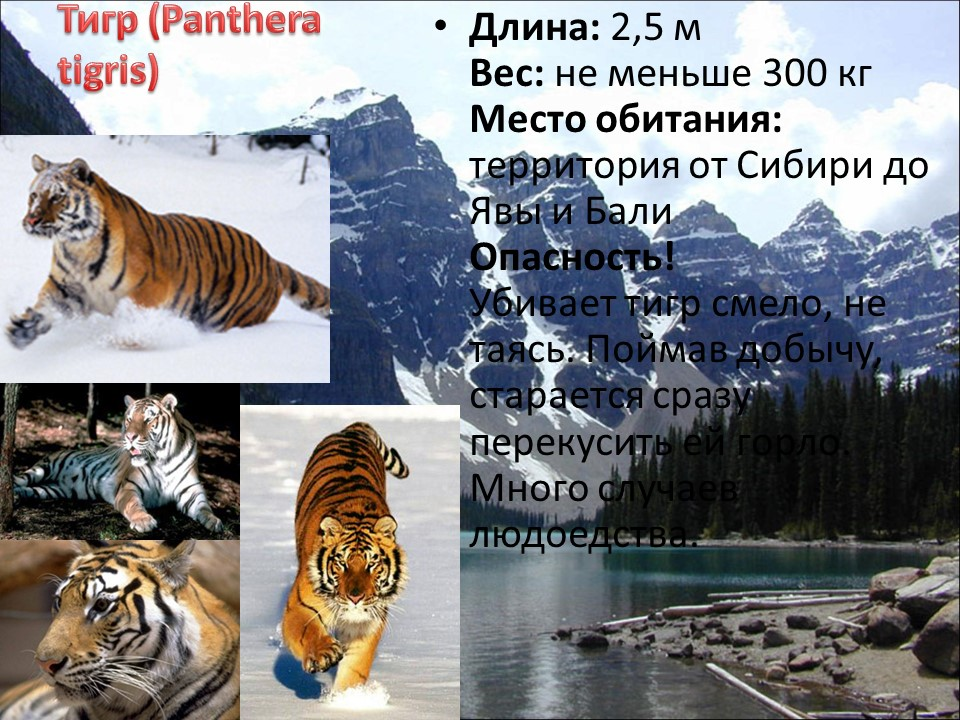 Тигр (Panthera
tigris)
• Длина: 2,5 м
Вес: не меньше 300 кг
Место обитания:
территория от Сибири до
Явы и Бали
Опасность!
Убивает тигр смело, не
таясь. Поймав добычу,
старается сразу
перекусить ей горло.
Много случаев
людоедства.